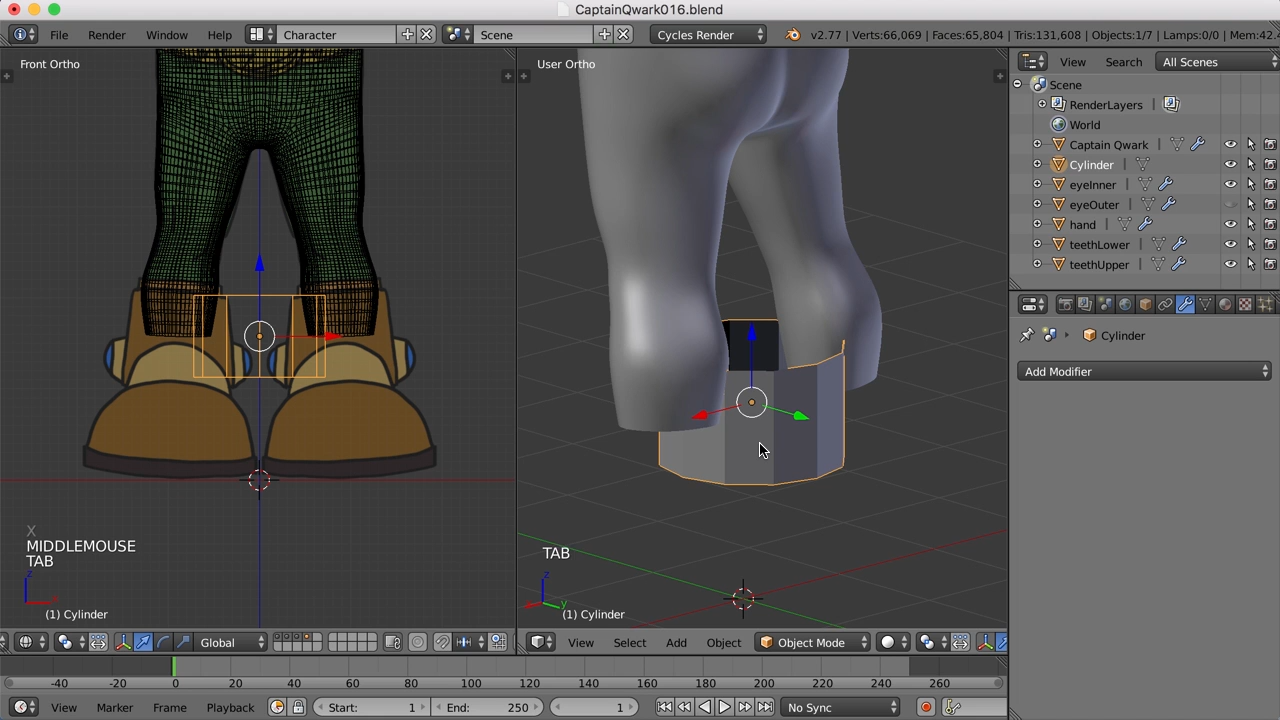 CaptainQwark016.blend
File Render Window Help Character Scene Cycles Render v2.77 | Verts:66,069 | Faces:65,804 | Tris:131,608 | Objects:1/7 | Lamps:0/0 | Mem:42.
Front Ortho
User Ortho
View Search All Scenes
Scene
RenderLayers
World
Captain Qwark
Cylinder
eyeInner
eyeOuter
hand
teethLower
teethUpper
Cylinder
Add Modifier
X
MIDDLEMOUSE
TAB
z
(1) Cylinder
TAB
z
y
(1) Cylinder
Global
View Select Add Object Object Mode
-40 -20 0 20 40 60 80 100 120 140 160 180 200 220 240 260
View Marker Frame Playback Start: 1 End: 250 1 No Sync